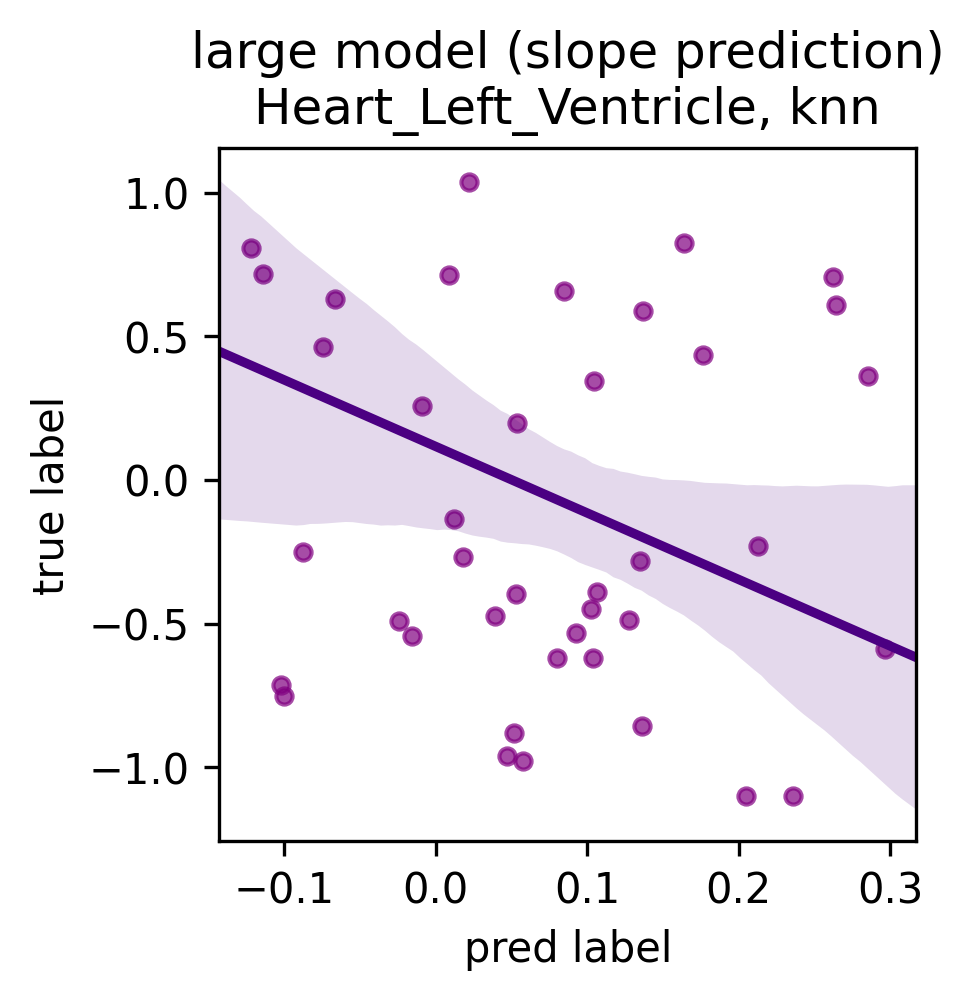 large model (slope prediction)
Heart_Left_Ventricle, knn
1.0
0.5
0.0
−0.5
−1.0
true label
−0.1
0.0
0.1
0.2
0.3
pred label